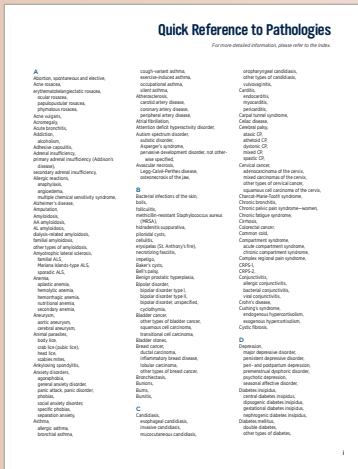 Quick Reference to Pathologies
For more detailed information, please refer to the Index.
A
Abortion, spontaneous and elective,
Acne rosacea,
erythematotelangiectatic rosacea,
ocular rosacea,
papulopustular rosacea,
phymatous rosacea,
Acne vulgaris,
Acromegaly,
Acute bronchitis,
Addiction,
alcoholism,
Adhesive capsulitis,
Adrenal insufficiency,
primary adrenal insufficiency (Addison's
disease),
secondary adrenal insufficiency,
Allergic reactions,
anaphylaxis,
angioedema,
multiple chemical sensitivity syndrome,
Alzheimer's disease,
Amputation,
Amyloidosis,
AA amyloidosis,
AL amyloidosis,
dialysis-related amyloidosis,
familial amyloidosis,
other types of amyloidosis,
Amyotrophic lateral sclerosis,
familial ALS,
Mariana Islands-type ALS,
sporadic ALS,
Anemia,
aplastic anemia,
hemolytic anemia,
hemorrhagic anemia,
nutritional anemia,
secondary anemia,
Aneurysm,
aortic aneurysm,
cerebral aneurysm,
Animal parasites,
body lice,
crab lice (pubic lice),
head lice,
scabies mites,
Ankylosing spondylitis,
Anxiety disorders,
agoraphobia,
general anxiety disorder,
panic attack, panic disorder,
phobias,
social anxiety disorder,
specific phobias,
separation anxiety,
Asthma,
allergic asthma,
bronchial asthma,
cough-variant asthma,
exercise-induced asthma,
occupational asthma,
silent asthma,
Atherosclerosis,
carotid artery disease,
coronary artery disease,
peripheral artery disease,
Atrial fibrillation,
Attention deficit hyperactivity disorder,
Autism spectrum disorder,
autistic disorder,
Asperger's syndrome,
pervasive development disorder, not other-
wise specified,
Avascular necrosis,
Legg-Calvé-Perthes disease,
osteonecrosis of the jaw,
B
Bacterial infections of the skin,
boils,
folliculitis,
methicillin-resistant Staphylococcus aureus
(MRSA),
hidradenitis suppurativa,
pilonidal cysts,
cellulitis,
erysipelas (St. Anthony's fire),
necrotizing fasciitis,
impetigo,
Baker's cysts,
Bell's palsy,
Benign prostatic hyperplasia,
Bipolar disorder,
bipolar disorder type I,
bipolar disorder type II,
bipolar disorder, unspecified,
cyclothymia,
Bladder cancer,
other types of bladder cancer,
squamous cell carcinoma,
transitional cell carcinoma,
Bladder stones,
Breast cancer,
ductal carcinoma,
inflammatory breast disease,
lobular carcinoma,
other types of breast cancer,
Bronchiectasis,
Bunions,
Burns,
Bursitis,
C
Candidiasis,
esophageal candidiasis,
invasive candidiasis,
mucocutaneous candidiasis,
oropharyngeal candidiasis,
other types of candidiasis,
vulvovaginitis,
Carditis,
endocarditis,
myocarditis,
pericarditis,
Carpal tunnel syndrome,
Celiac disease,
Cerebral palsy,
ataxic CP,
athetoid CP,
dystonic CP,
mixed CP,
spastic CP,
Cervical cancer,
adenocarcinoma of the cervix,
mixed carcinomas of the cervix,
other types of cervical cancer,
squamous cell carcinoma of the cervix,
Charcot-Marie-Tooth syndrome,
Chronic bronchitis,
Chronic pelvic pain syndrome—women,
Chronic fatigue syndrome,
Cirrhosis,
Colorectal cancer,
Common cold,
Compartment syndrome,
acute compartment syndrome,
chronic compartment syndrome,
Complex regional pain syndrome,
CRPS-1,
CRPS-2,
Conjunctivitis,
allergic conjunctivitis,
bacterial conjunctivitis,
viral conjunctivitis,
Crohn's disease,
Cushing's syndrome,
endogenous hypercortisolism,
exogenous hypercortisolism,
Cystic fibrosis,
D
Depression,
major depressive disorder,
persistent depressive disorder,
peri- and postpartum depression,
premenstrual dysphoric disorder,
psychotic depression,
seasonal affective disorder,
Diabetes insipidus,
central diabetes insipidus,
dipsogenic diabetes insipidus,
gestational diabetes insipidus,
nephrogenic diabetes insipidus,
Diabetes mellitus,
double diabetes,
other types of diabetes,
i